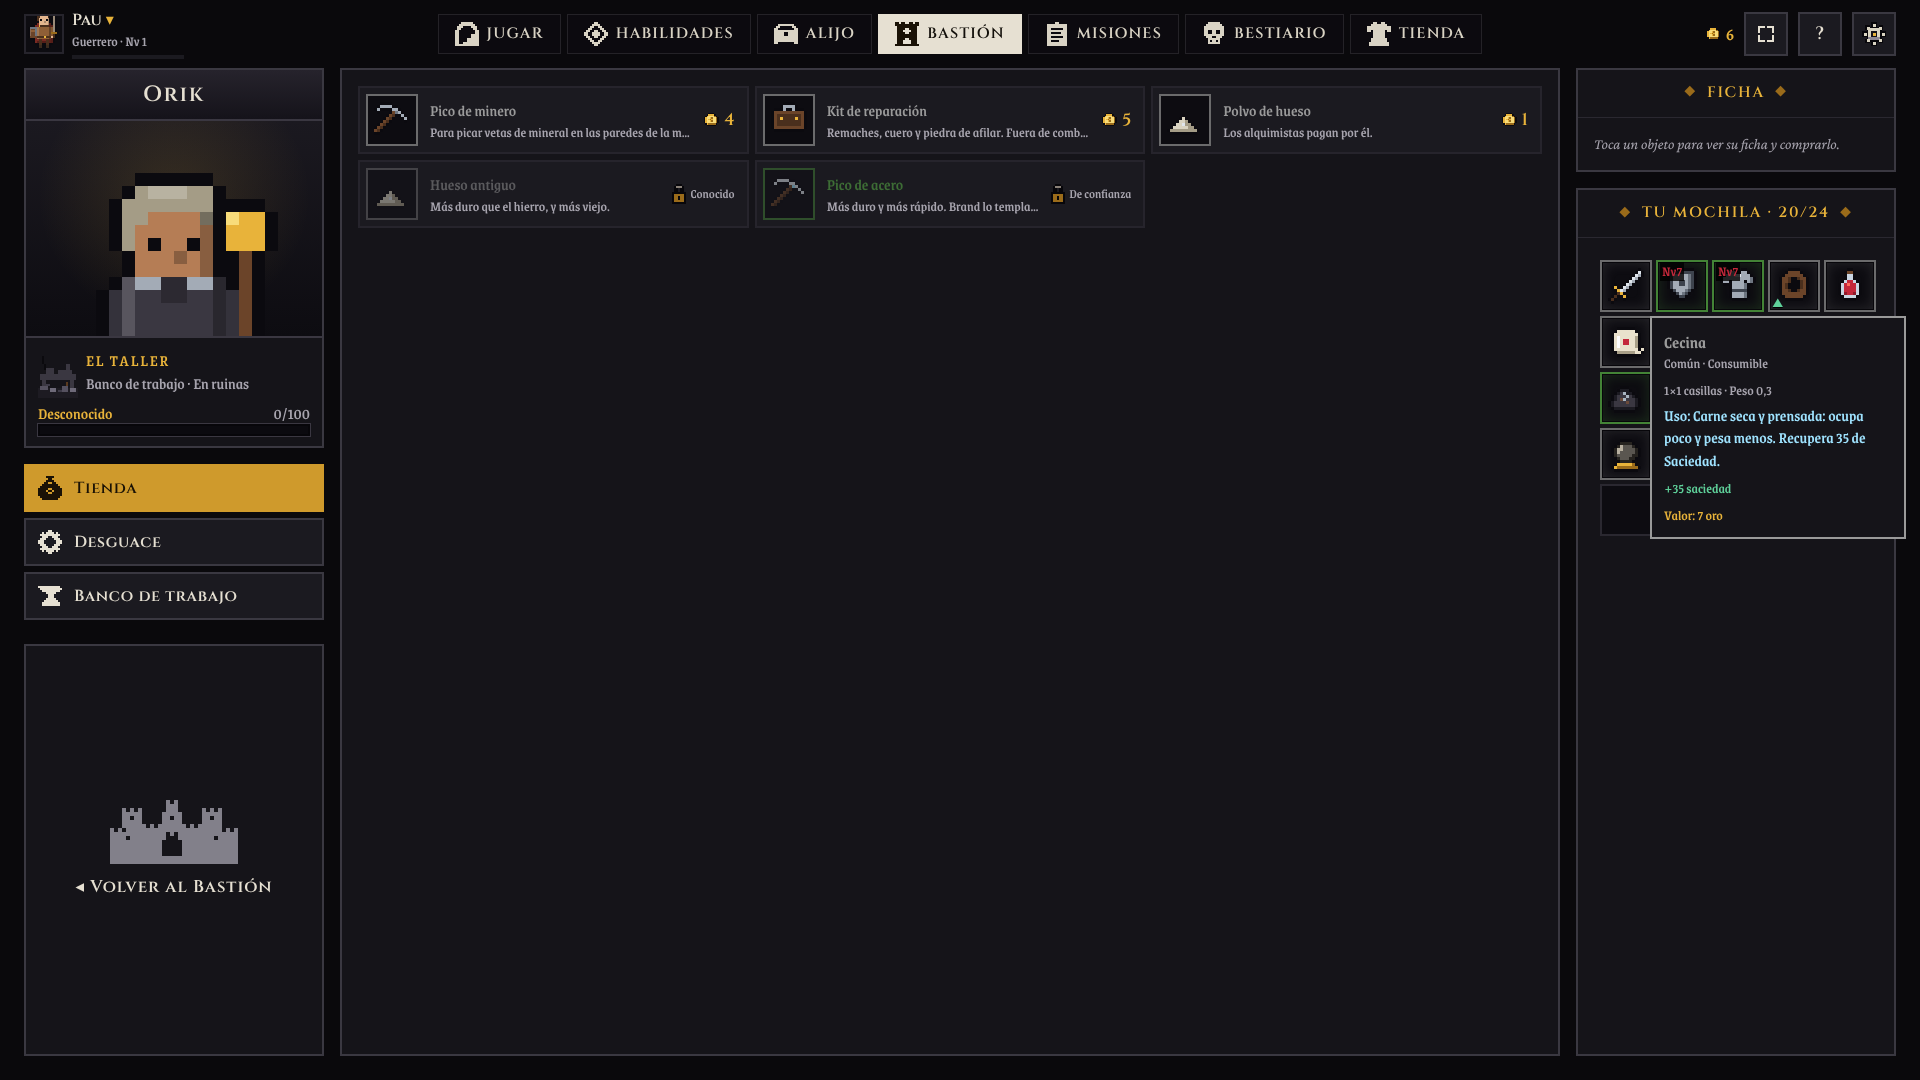 Pau ▾
Guerrero · Nv 1
JUGAR
HABILIDADES
ALIJO
BASTIÓN
MISIONES
BESTIARIO
TIENDA
6
?
Orik
EL TALLER
Banco de trabajo · En ruinas
Desconocido 0/100
Tienda
Desguace
Banco de trabajo
◂ Volver al Bastión
Pico de minero
Para picar vetas de mineral en las paredes de la m...
4
Kit de reparación
Remaches, cuero y piedra de afilar. Fuera de comb...
5
Polvo de hueso
Los alquimistas pagan por él.
1
Hueso antiguo
Más duro que el hierro, y más viejo.
Conocido
Pico de acero
Más duro y más rápido. Brand lo templa...
De confianza
◆ FICHA ◆
Toca un objeto para ver su ficha y comprarlo.
◆ TU MOCHILA · 20/24 ◆
Nv7
Nv7
Cecina
Común · Consumible
1×1 casillas · Peso 0,3
Uso: Carne seca y prensada: ocupa
poco y pesa menos. Recupera 35 de
Saciedad.
+35 saciedad
Valor: 7 oro